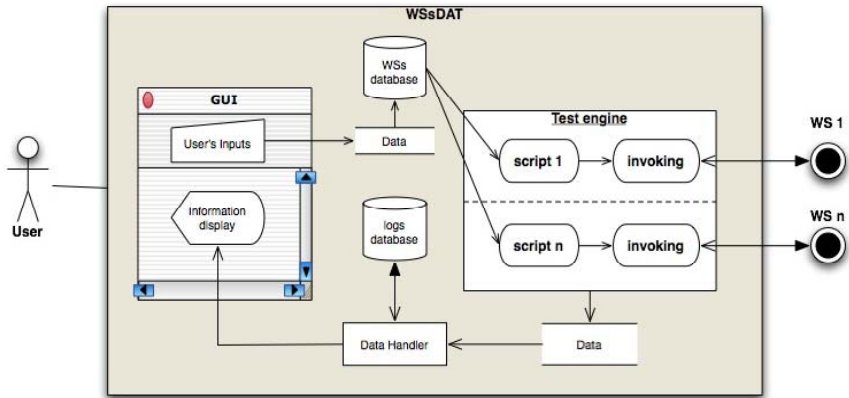 WSsDAT
GUI
User's Inputs
Information
display
User
WSs
database
Data
logs
database
Data Handler
Test engine
script 1
invoking
script n
invoking
Data
WS 1
WS n